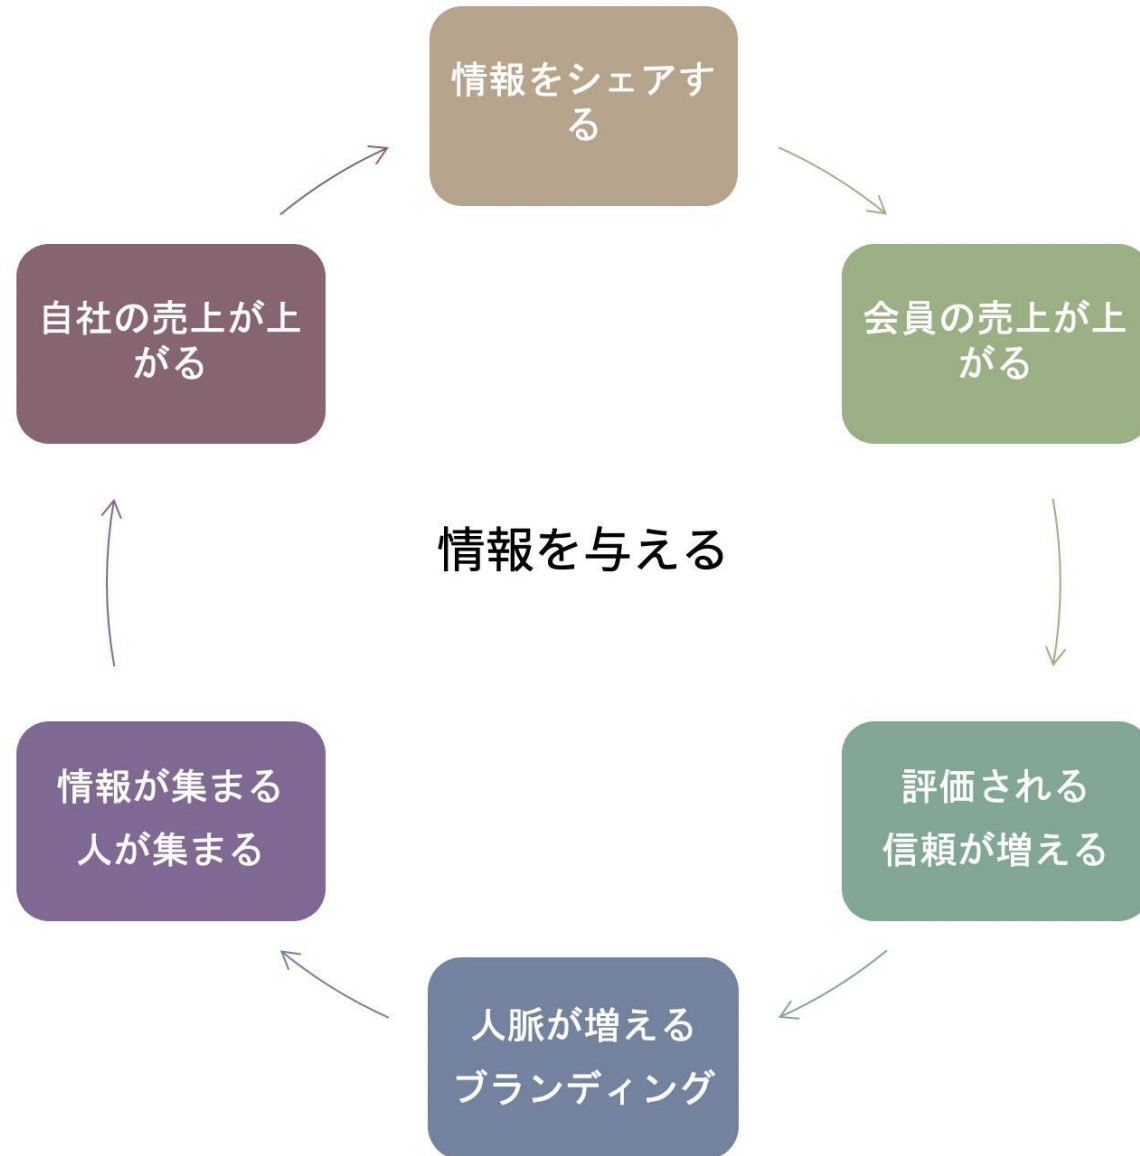 情報をシェアす
る
会員の売上が上
がる
評価される
信頼が増える
人脈が増える
ブランディング
情報が集まる
人が集まる
自社の売上が上
がる
情報を与える